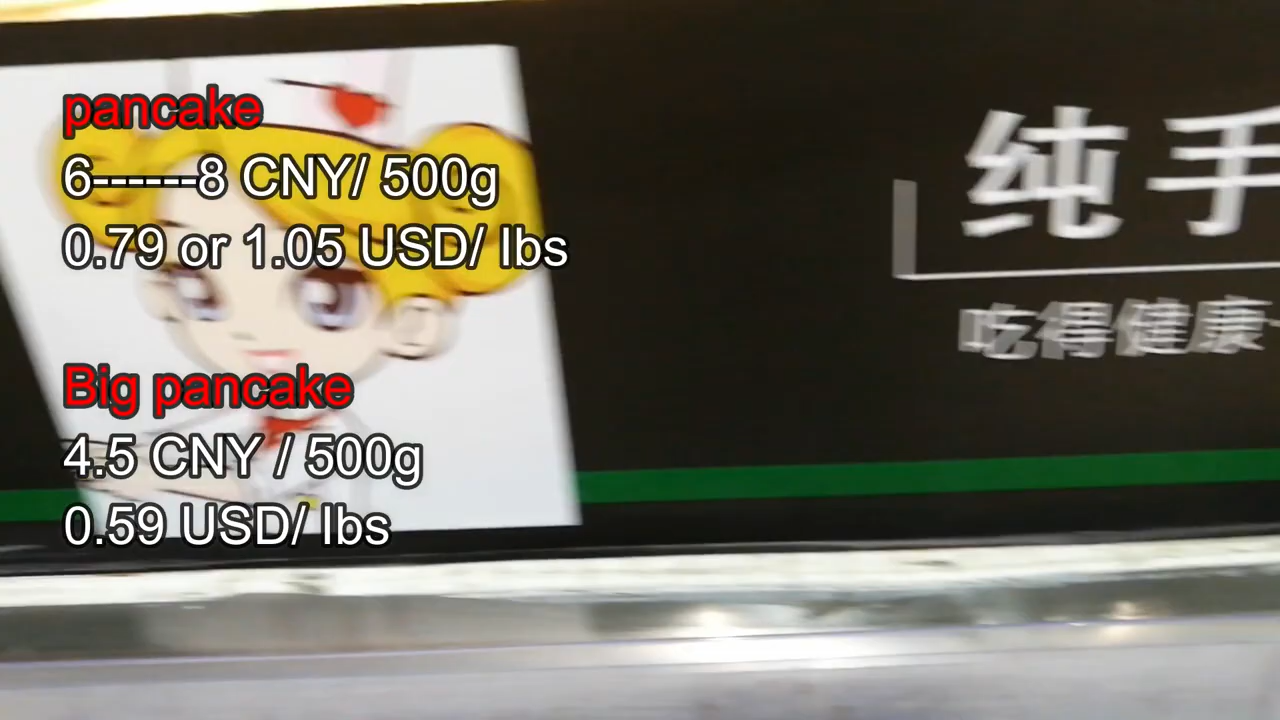 pancake
6------8 CNY/ 500g
0.79 or 1.05 USD/ lbs
Big pancake
4.5 CNY / 500g
0.59 USD/ lbs
纯手
吃得健康